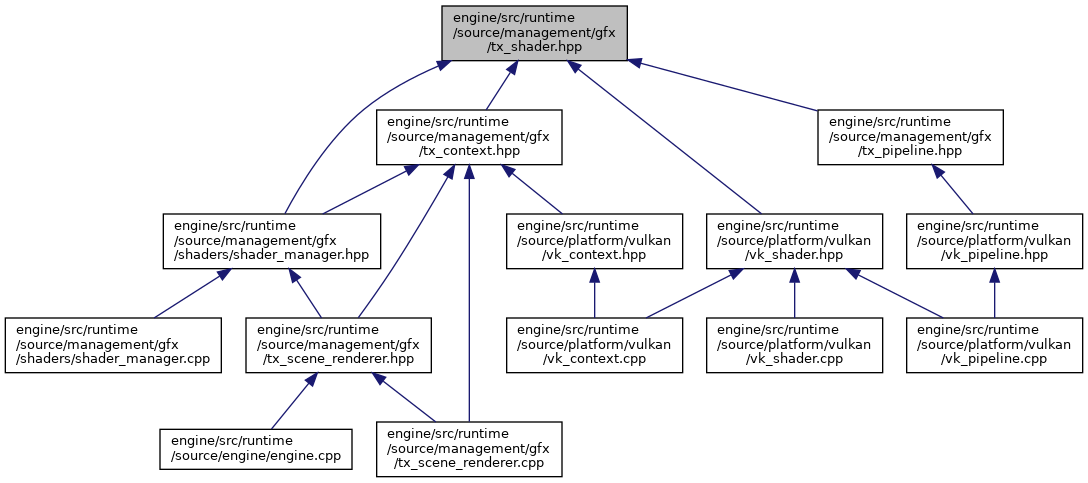 engine/src/runtime
/source/management/gfx
/tx_shader.hpp
engine/src/runtime
/source/management/gfx
/tx_context.hpp
engine/src/runtime
/source/management/gfx
/tx_pipeline.hpp
engine/src/runtime
/source/management/gfx
/shaders/shader_manager.hpp
engine/src/runtime
/source/platform/vulkan
/vk_context.hpp
engine/src/runtime
/source/platform/vulkan
/vk_shader.hpp
engine/src/runtime
/source/platform/vulkan
/vk_pipeline.hpp
engine/src/runtime
/source/management/gfx
/shaders/shader_manager.cpp
engine/src/runtime
/source/management/gfx
/tx_scene_renderer.hpp
engine/src/runtime
/source/platform/vulkan
/vk_context.cpp
engine/src/runtime
/source/platform/vulkan
/vk_shader.cpp
engine/src/runtime
/source/platform/vulkan
/vk_pipeline.cpp
engine/src/runtime
/source/engine/engine.cpp
engine/src/runtime
/source/management/gfx
/tx_scene_renderer.cpp